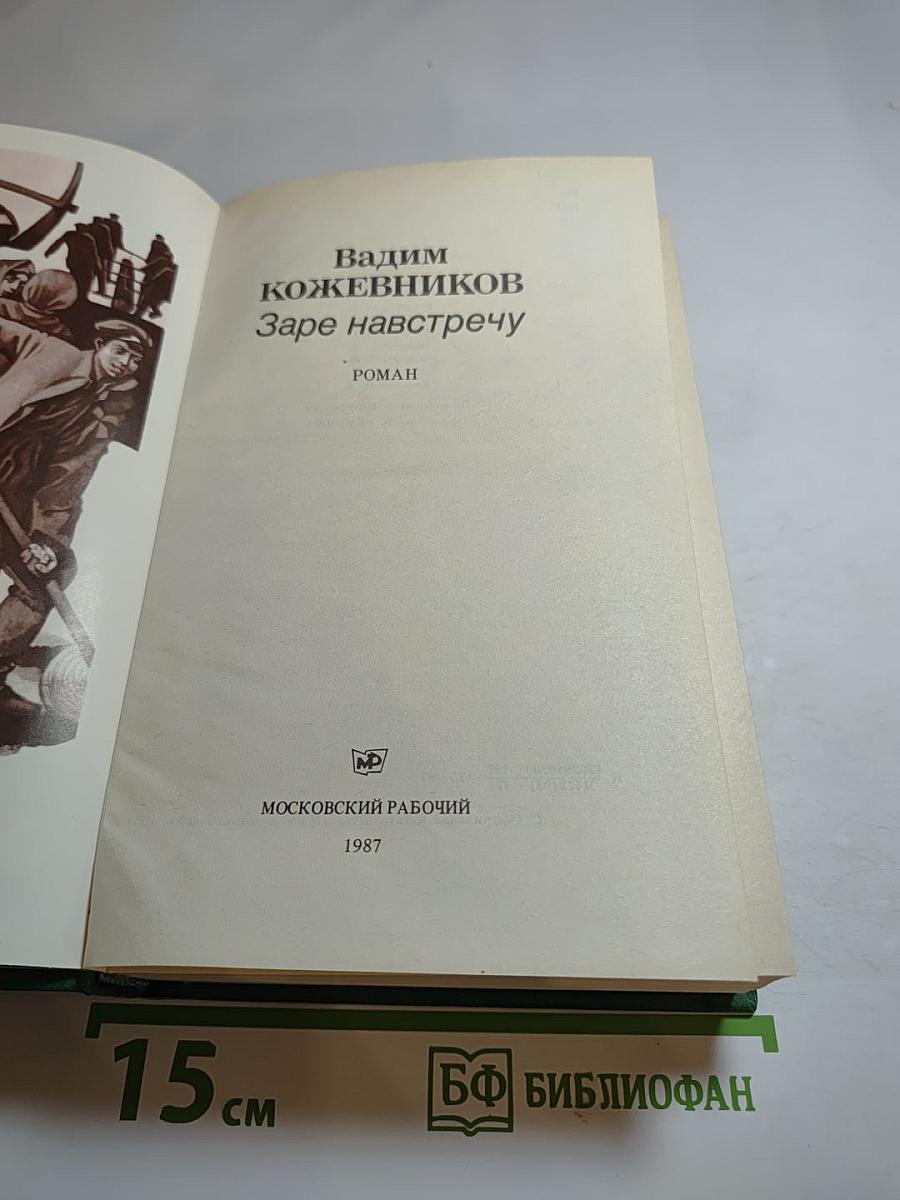 Вадим
КОЖЕВНИКОВ
Заре навстречу
РОМАН
МР
МОСКОВСКИЙ РАБОЧИЙ
1987
15 см
БФ БИБЛИОФАН